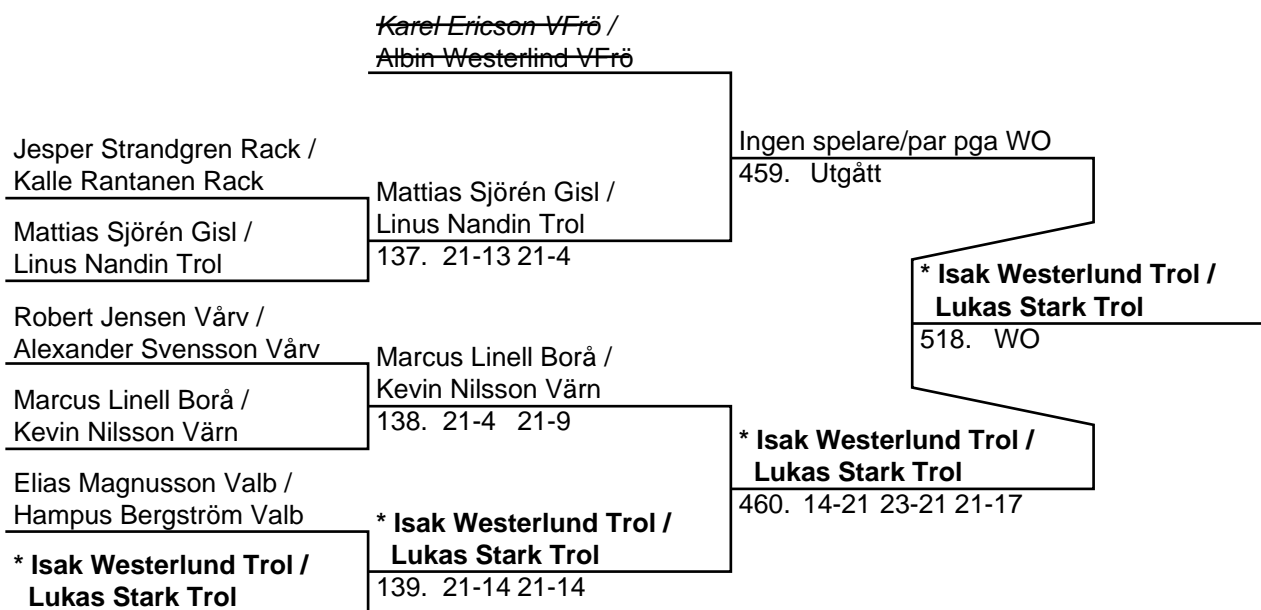 Karel Ericson VFrö /
Albin Westerlind VFrö
Jesper Strandgren Rack /
Kalle Rantanen Rack
Mattias Sjörén Gisl /
Linus Nandin Trol
Robert Jensen Vårv /
Alexander Svensson Vårv
Marcus Linell Borå /
Kevin Nilsson Värn
Elias Magnusson Valb /
Hampus Bergström Valb
* Isak Westerlund Trol /
Lukas Stark Trol
Mattias Sjörén Gisl /
Linus Nandin Trol
137. 21-13 21-4
Marcus Linell Borå /
Kevin Nilsson Värn
138. 21-4 21-9
* Isak Westerlund Trol /
Lukas Stark Trol
139. 21-14 21-14
Ingen spelare/par pga WO
459. Utgått
* Isak Westerlund Trol /
Lukas Stark Trol
460. 14-21 23-21 21-17
* Isak Westerlund Trol /
Lukas Stark Trol
518. WO